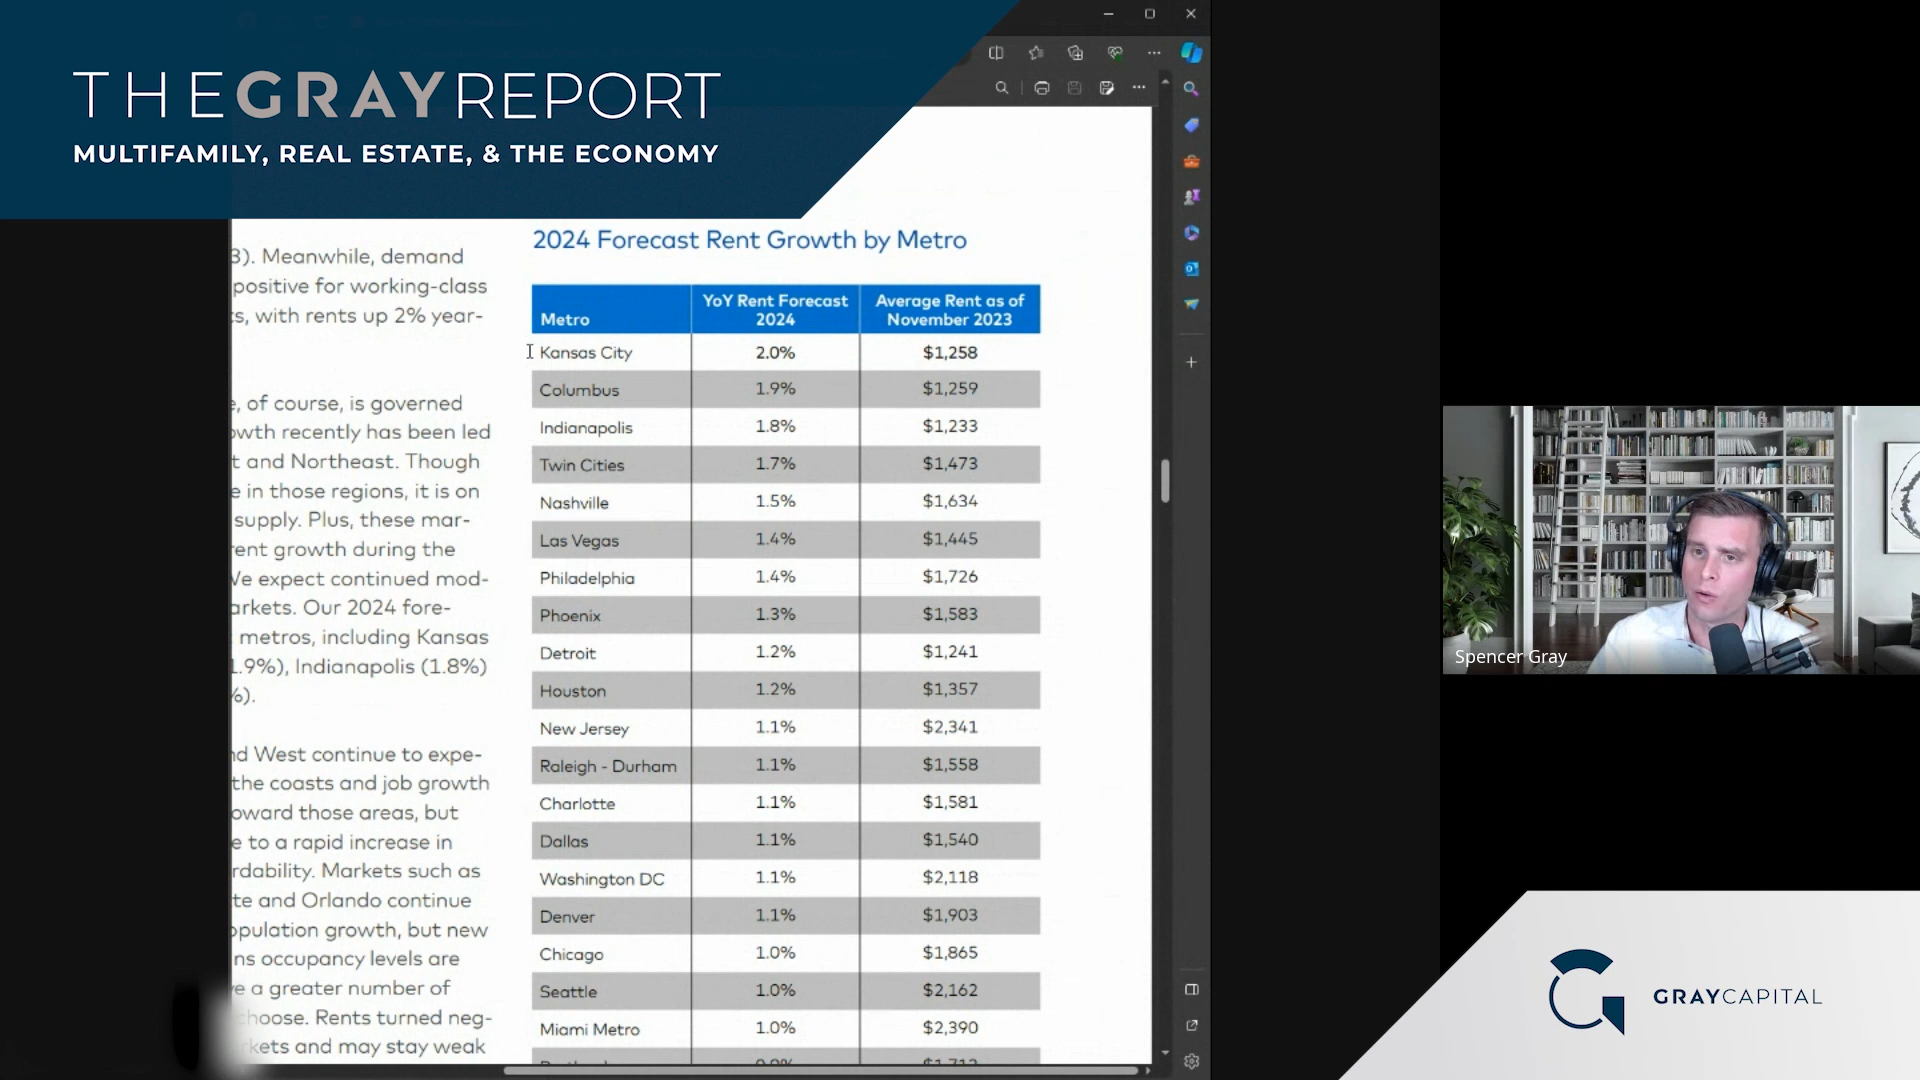 THEGRAYREPORT
MULTIFAMILY, REAL ESTATE, & THE ECONOMY
3). Meanwhile, demand
positive for working-class
s, with rents up 2% year-
, of course, is governed
wth recently has been led
t and Northeast. Though
e in those regions, it is on
supply. Plus, these mar-
rent growth during the
We expect continued mod-
arkets. Our 2024 fore-
metros, including Kansas
1.9%), Indianapolis (1.8%)
%).
nd West continue to expe-
the coasts and job growth
oward those areas, but
e to a rapid increase in
rdability. Markets such as
te and Orlando continue
opulation growth, but new
ns occupancy levels are
e a greater number of
choose. Rents turned neg-
rkets and may stay weak
2024 Forecast Rent Growth by Metro
Metro YoY Rent Forecast 2024 Average Rent as of November 2023
Kansas City 2.0% $1,258
Columbus 1.9% $1,259
Indianapolis 1.8% $1,233
Twin Cities 1.7% $1,473
Nashville 1.5% $1,634
Las Vegas 1.4% $1,445
Philadelphia 1.4% $1,726
Phoenix 1.3% $1,583
Detroit 1.2% $1,241
Houston 1.2% $1,357
New Jersey 1.1% $2,341
Raleigh - Durham 1.1% $1,558
Charlotte 1.1% $1,581
Dallas 1.1% $1,540
Washington DC 1.1% $2,118
Denver 1.1% $1,903
Chicago 1.0% $1,865
Seattle 1.0% $2,162
Miami Metro 1.0% $2,390
Spencer Gray
GRAYCAPITAL